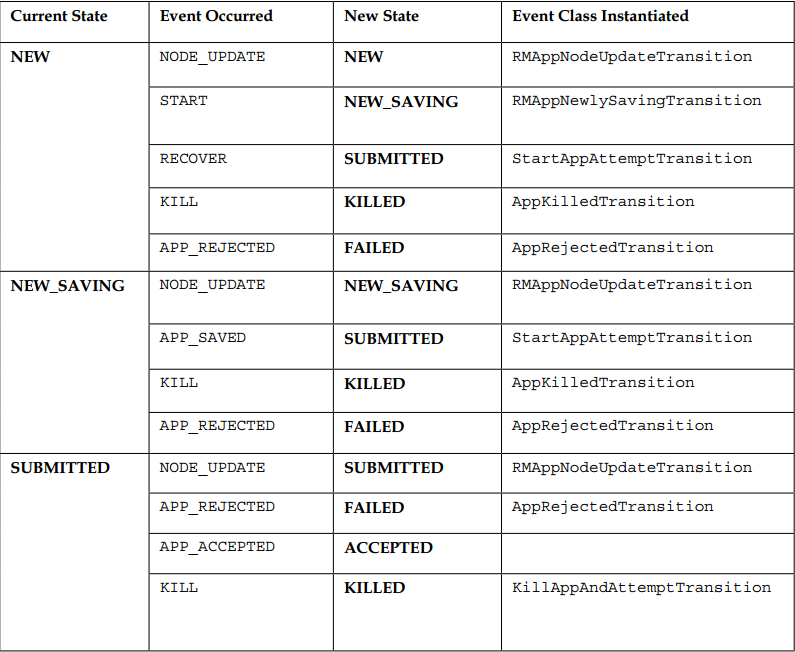 Current State Event Occurred New State Event Class Instantiated
NEW NODE_UPDATE NEW RMAppNodeUpdateTransition
START NEW_SAVING RMAppNewlySavingTransition
RECOVER SUBMITTED StartAppAttemptTransition
KILL KILLED AppKilledTransition
APP_REJECTED FAILED AppRejectedTransition
NEW_SAVING NODE_UPDATE NEW_SAVING RMAppNodeUpdateTransition
APP_SAVED SUBMITTED StartAppAttemptTransition
KILL KILLED AppKilledTransition
APP_REJECTED FAILED AppRejectedTransition
SUBMITTED NODE_UPDATE SUBMITTED RMAppNodeUpdateTransition
APP_REJECTED FAILED AppRejectedTransition
APP_ACCEPTED ACCEPTED
KILL KILLED KillAppAndAttemptTransition